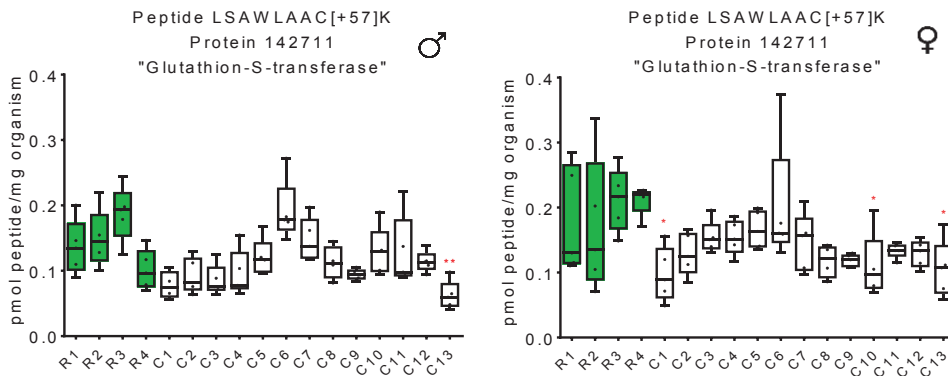 Peptide LSAWLAAC[+57]K
Protein 142711
"Glutathion-S-transferase"
♂
pmol peptide/mg organism
0.4
0.3
0.2
0.1
0.0
**
R1 R2 R3 R4 C1 C2 C3 C4 C5 C6 C7 C8 C9 C10 C11 C12 C13
Peptide LSAWLAAC[+57]K
Protein 142711
"Glutathion-S-transferase"
♀
pmol peptide/mg organism
0.4
0.3
0.2
0.1
0.0
* * *
R1 R2 R3 R4 C1 C2 C3 C4 C5 C6 C7 C8 C9 C10 C11 C12 C13